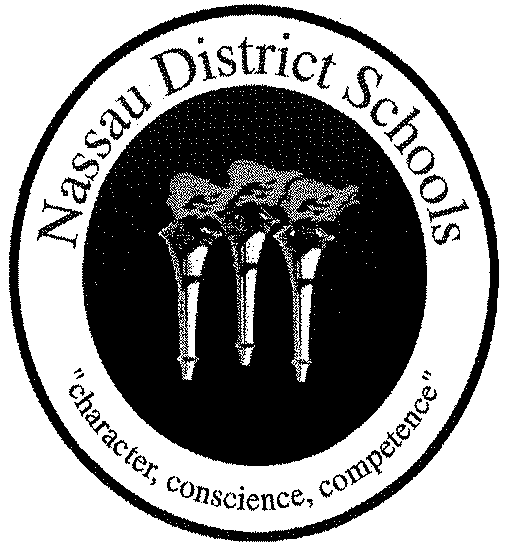 Nassau District Schools
"character, conscience, competence"